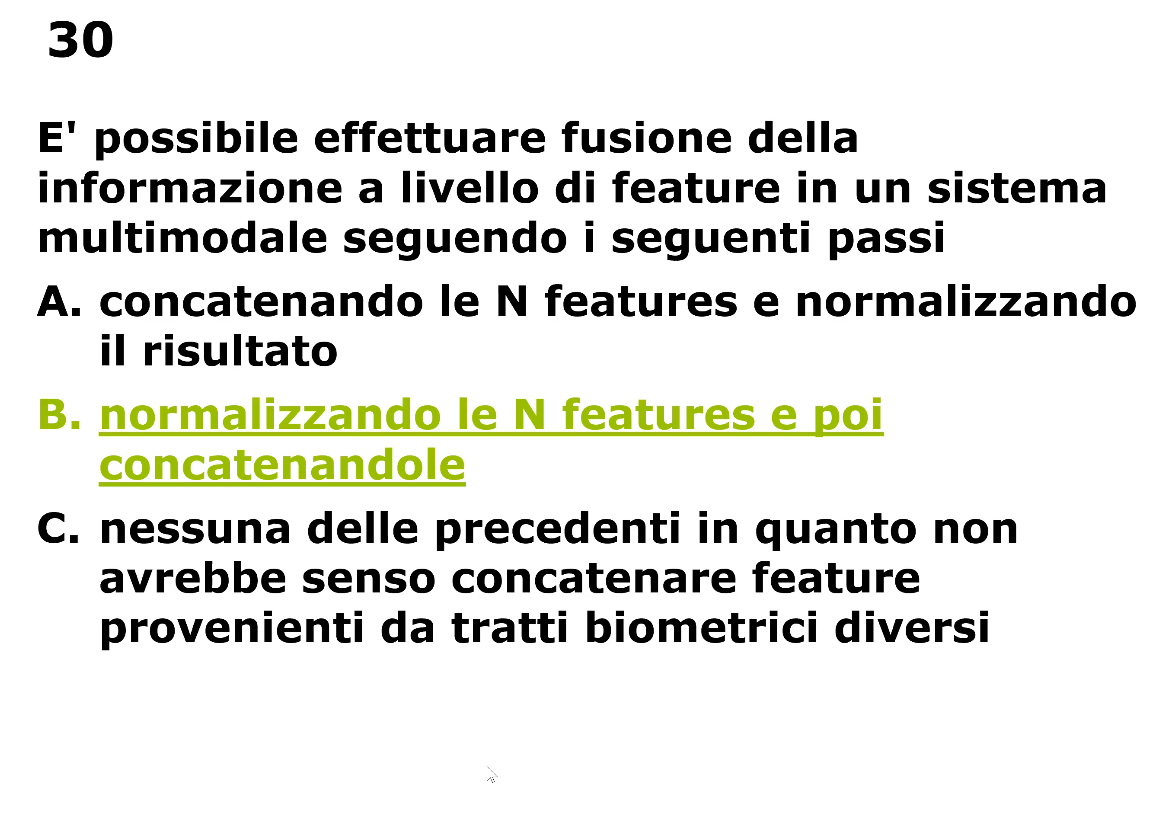 30
E' possibile effettuare fusione della
informazione a livello di feature in un sistema
multimodale seguendo i seguenti passi
A. concatenando le N features e normalizzando
il risultato
B. normalizzando le N features e poi
concatenandole
C. nessuna delle precedenti in quanto non
avrebbe senso concatenare feature
provenienti da tratti biometrici diversi